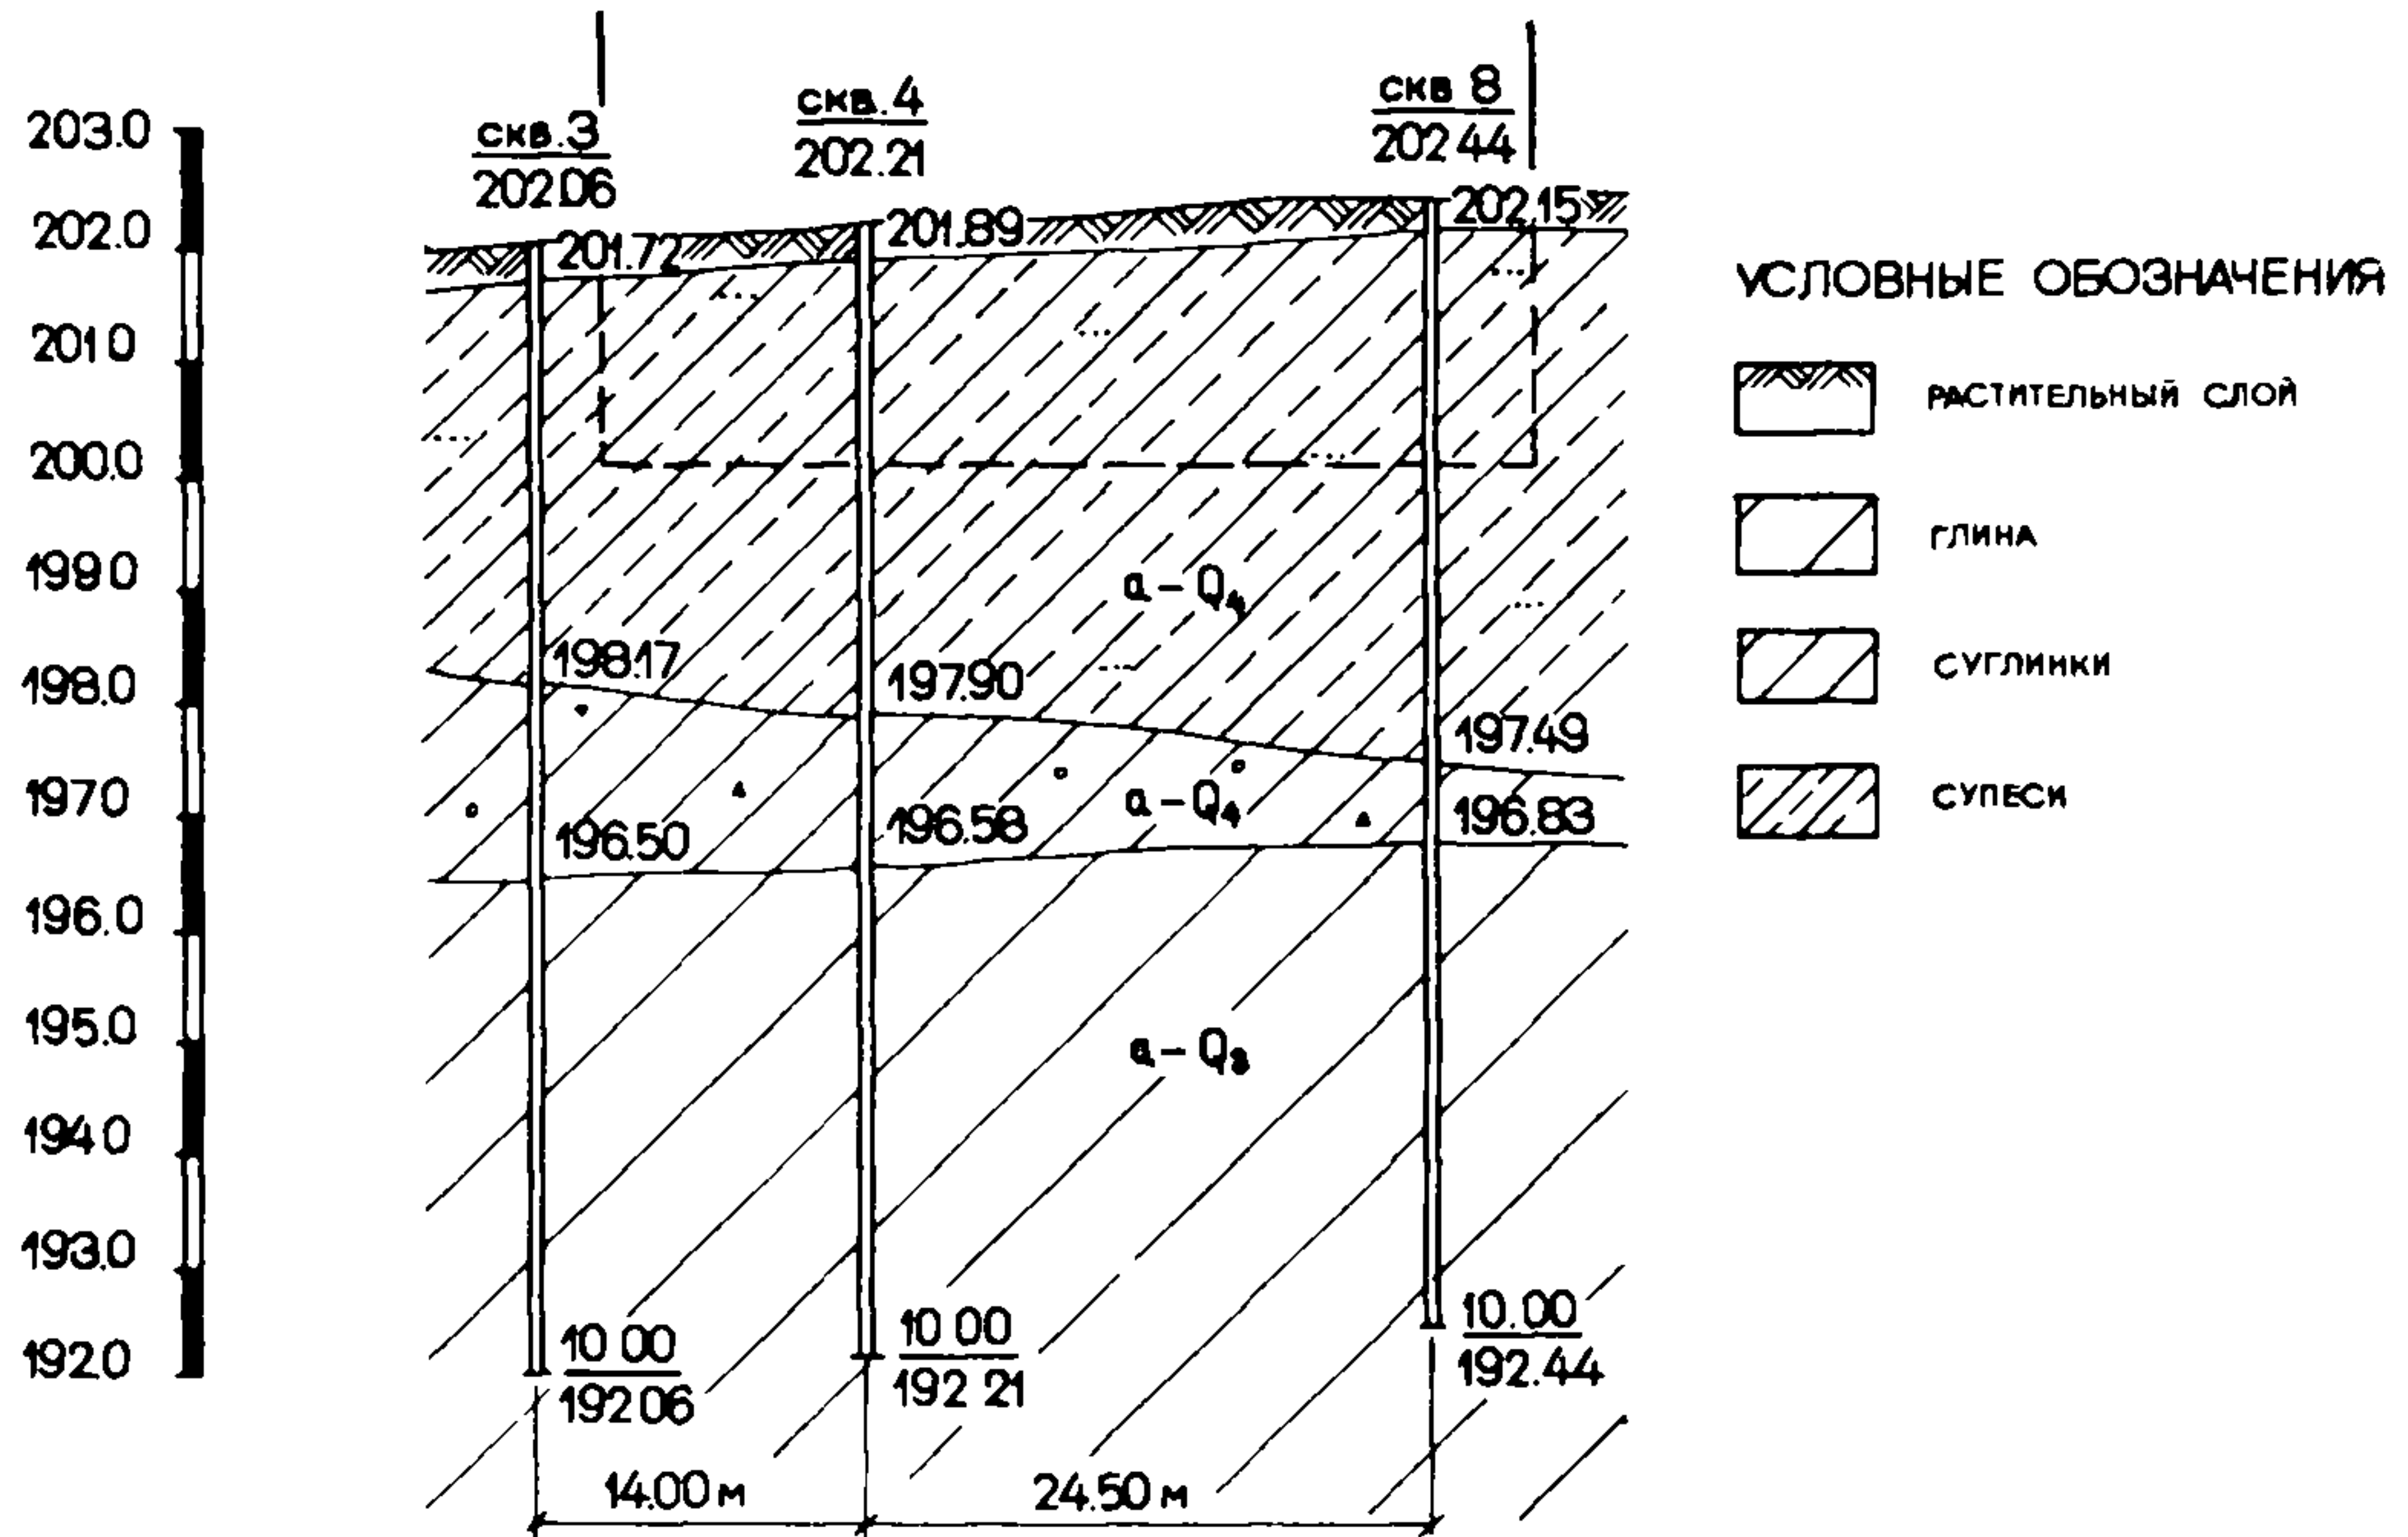 203.0
202.0
201 0
200.0
199 0
198.0
197 0
196.0
195.0
194 0
193.0
192 0
скв.3
202 06
скв.4
202.21
скв 8
202 44
201.72
201.89
202.15
198.17
197.90
197.49
196.50
196.58
196.83
a – Q4
a – Q4
a – Q3
10 00
192 06
10 00
192 21
10.00
192.44
14.00 м
24.50 м
УСЛОВНЫЕ ОБОЗНАЧЕНИЯ
РАСТИТЕЛЬНЫЙ СЛОЙ
ГЛИНА
СУГЛИНКИ
СУПЕСИ